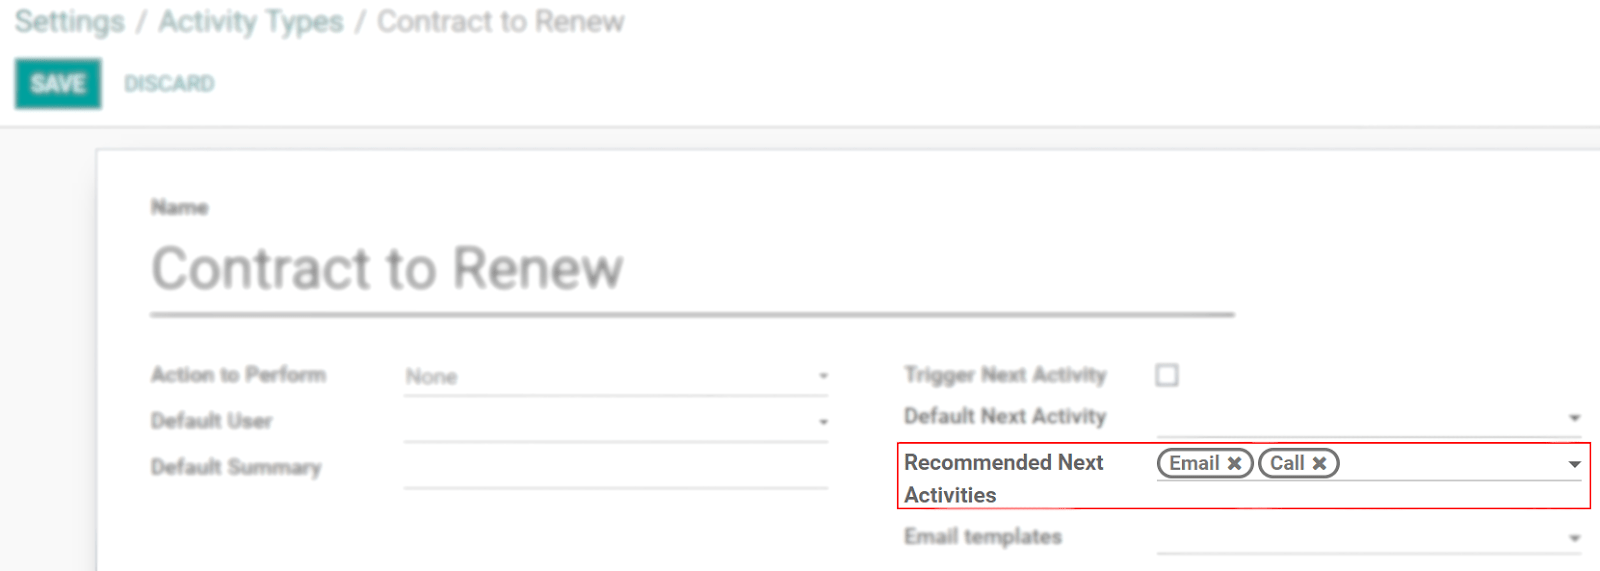 Settings / Activity Types / Contract to Renew
SAVE DISCARD
Name
Contract to Renew
Action to Perform None
Default User
Default Summary
Trigger Next Activity
Default Next Activity
Recommended Next Activities Email ✖ Call ✖
Email templates